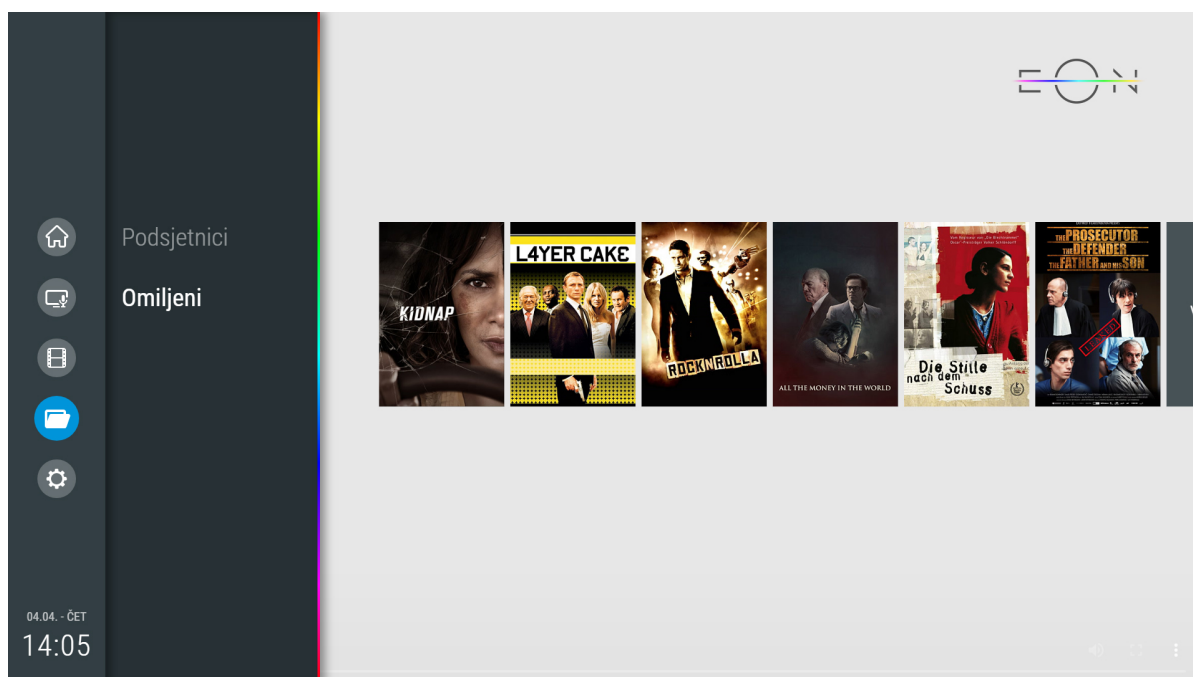 EON
Podsjetnici
Omiljeni
KIDNAP
L4YER CAKE
ROCKNROLLA
ALL THE MONEY IN THE WORLD
Die Stille
nach dem
Schuss
THE PROSECUTOR
THE DEFENDER
THE FATHER AND HIS SON
04.04. - ČET
14:05